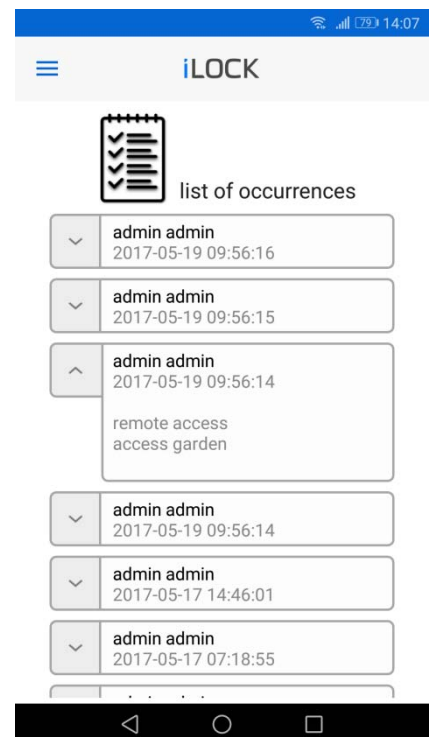 79 14:07
iLOCK
list of occurrences
admin admin
2017-05-19 09:56:16
admin admin
2017-05-19 09:56:15
admin admin
2017-05-19 09:56:14
remote access
access garden
admin admin
2017-05-19 09:56:14
admin admin
2017-05-17 14:46:01
admin admin
2017-05-17 07:18:55